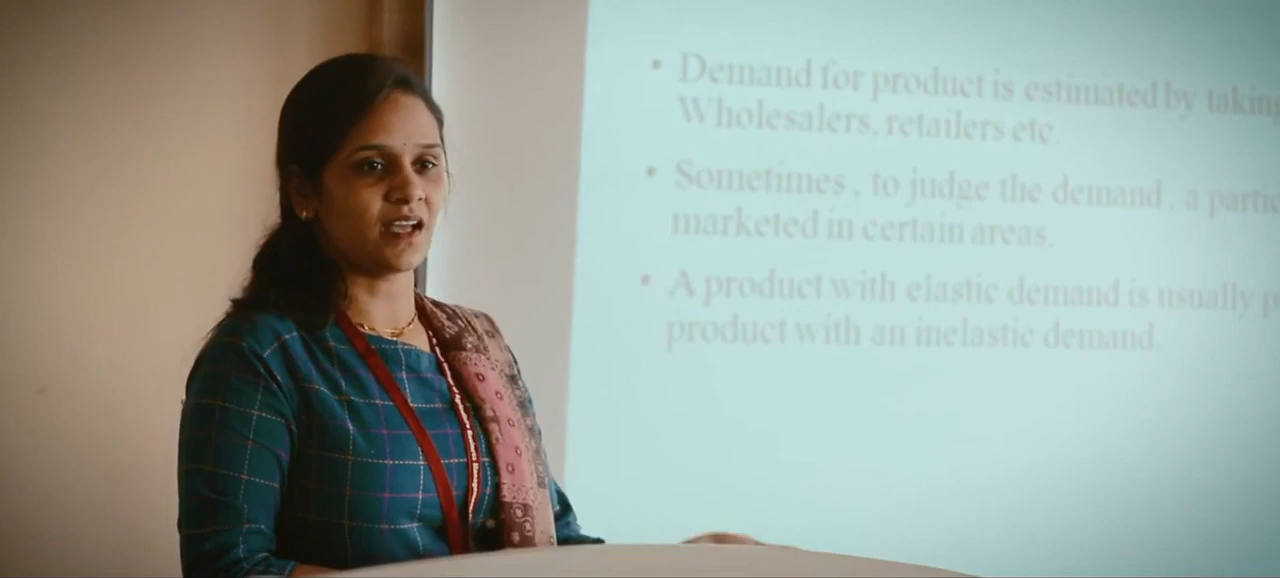 • Demand for product is estimated by taking
Wholesalers, retailers etc.
• Sometimes , to judge the demand , a partic
marketed in certain areas.
• A product with elastic demand is usually p
product with an inelastic demand.